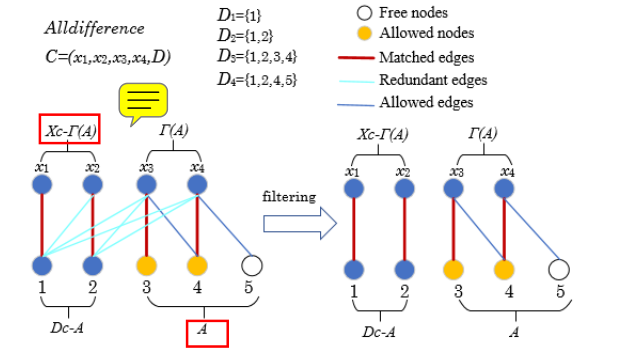 Alldifference
C=(x1,x2,x3,x4,D)
D1={1}
D2={1,2}
D3={1,2,3,4}
D4={1,2,4,5}
Free nodes
Allowed nodes
Matched edges
Redundant edges
Allowed edges
Xc-Γ(A) Γ(A)
x1 x2 x3 x4
1 2 3 4 5
Dc-A A
filtering
Xc-Γ(A) Γ(A)
x1 x2 x3 x4
1 2 3 4 5
Dc-A A